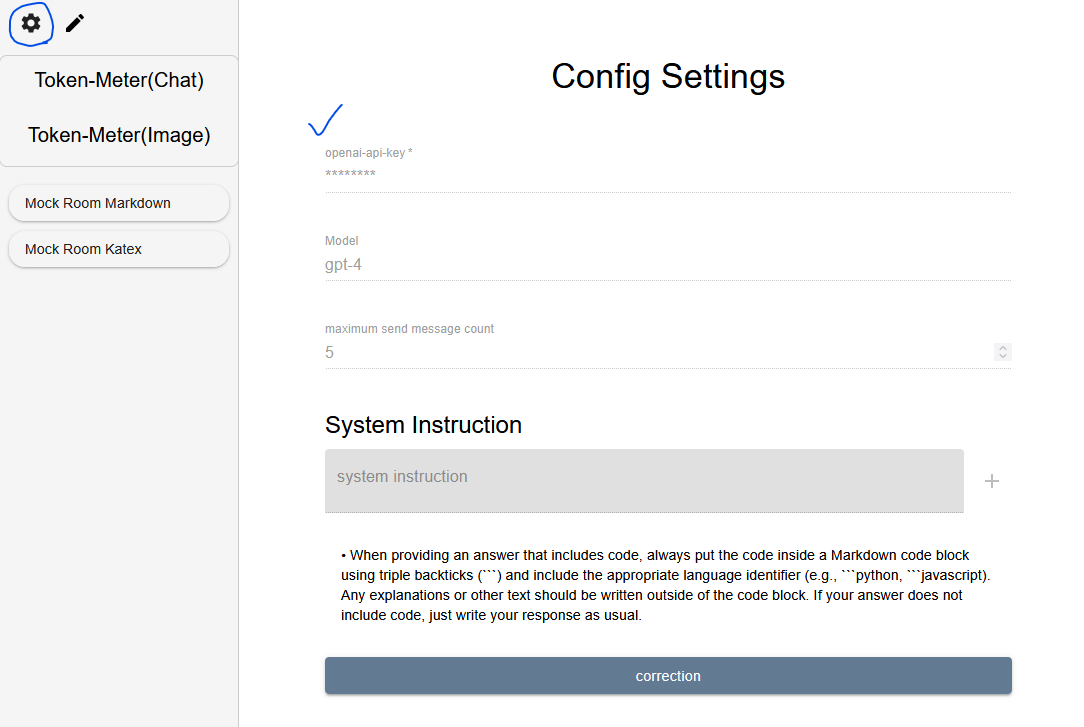 Token-Meter(Chat)
Token-Meter(Image)
Mock Room Markdown
Mock Room Katex
Config Settings
openai-api-key *
********
Model
gpt-4
maximum send message count
5
System Instruction
system instruction
• When providing an answer that includes code, always put the code inside a Markdown code block
using triple backticks (```) and include the appropriate language identifier (e.g., ```python, ```javascript).
Any explanations or other text should be written outside of the code block. If your answer does not
include code, just write your response as usual.
correction